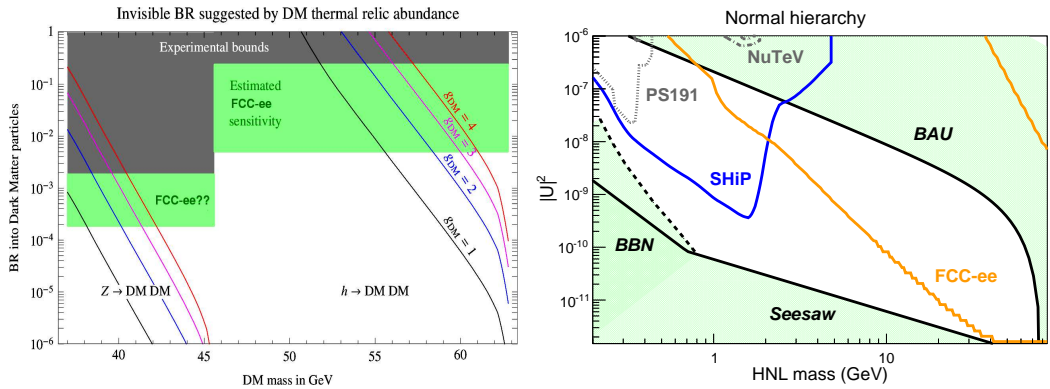 Invisible BR suggested by DM thermal relic abundance
BR into Dark Matter particles
1
10⁻¹
10⁻²
10⁻³
10⁻⁴
10⁻⁵
10⁻⁶
Experimental bounds
Estimated
FCC-ee
sensitivity
FCC-ee??
g_DM = 4
g_DM = 3
g_DM = 2
g_DM = 1
Z → DM DM
h → DM DM
40
45
50
55
60
DM mass in GeV
Normal hierarchy
|U|²
10⁻⁶
10⁻⁷
10⁻⁸
10⁻⁹
10⁻¹⁰
10⁻¹¹
NuTeV
PS191
BAU
SHiP
BBN
FCC-ee
Seesaw
1
10
HNL mass (GeV)